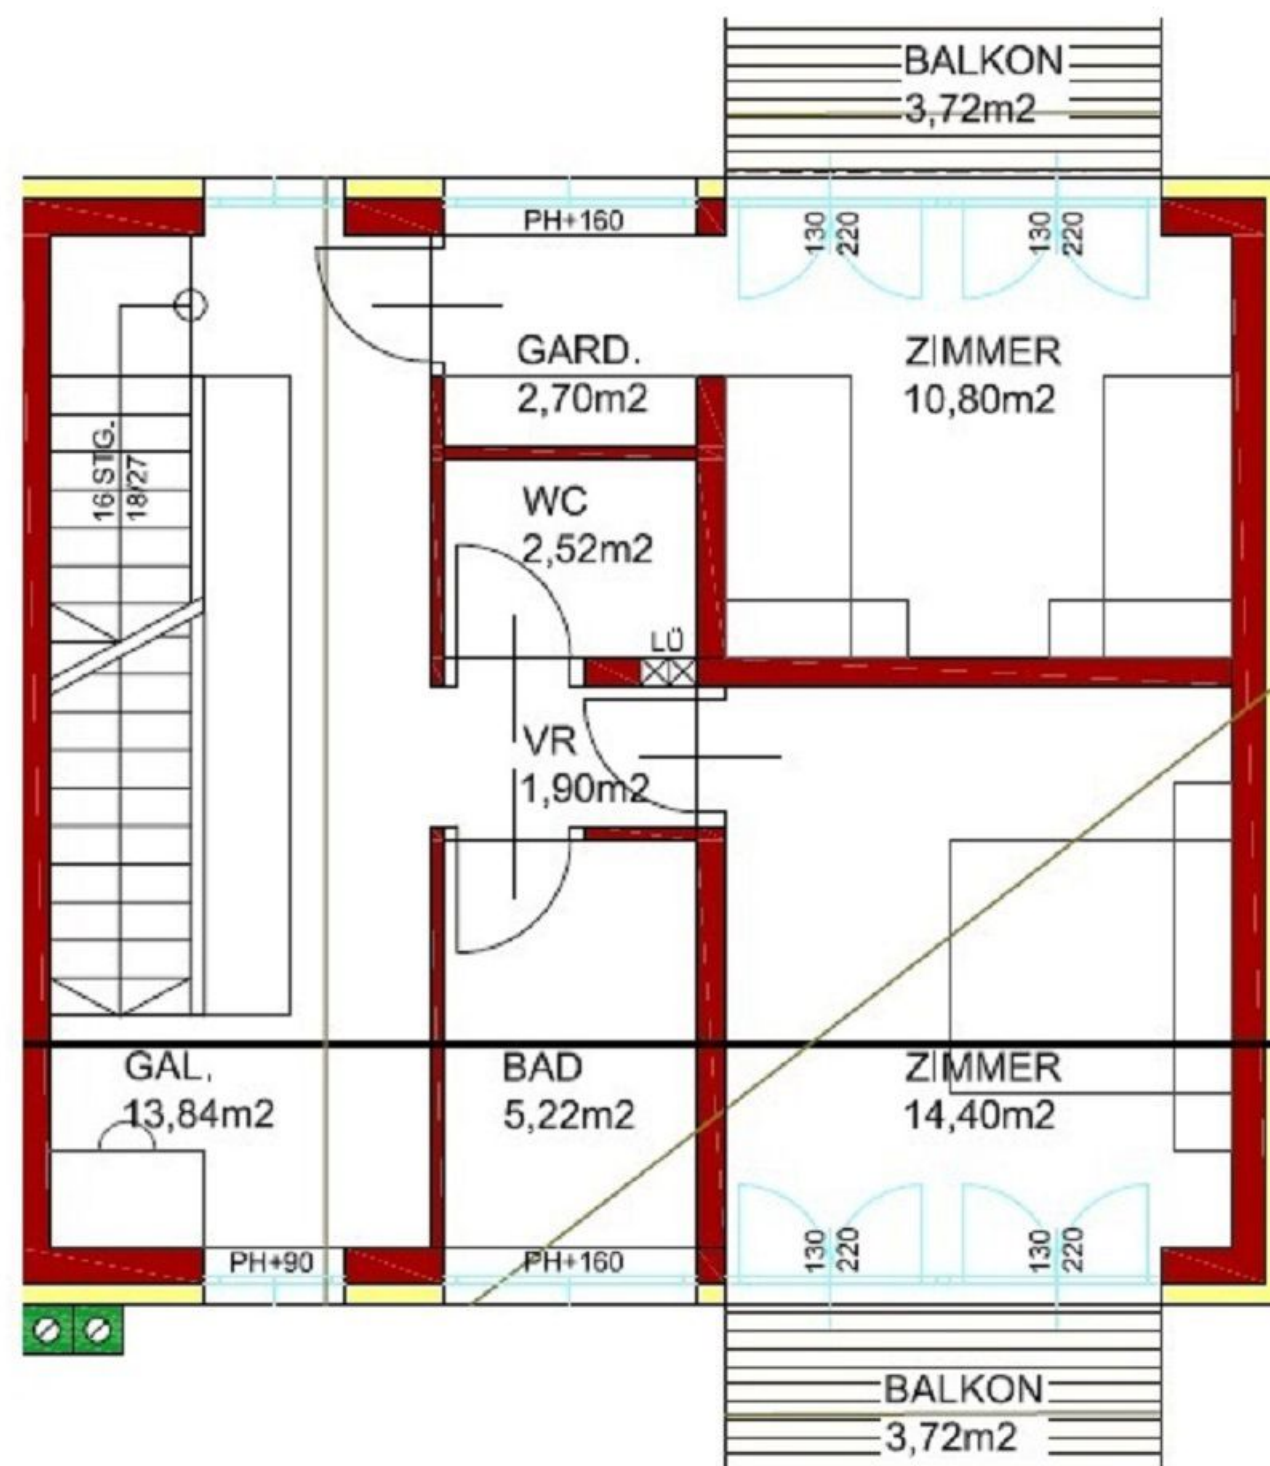 BALKON
3,72m2
PH+160
130
220
130
220
GARD.
2,70m2
ZIMMER
10,80m2
16 STG.
18/27
WC
2,52m2
LÜ
VR
1,90m2
GAL.
13,84m2
BAD
5,22m2
ZIMMER
14,40m2
PH+90
PH+160
130
220
130
220
BALKON
3,72m2